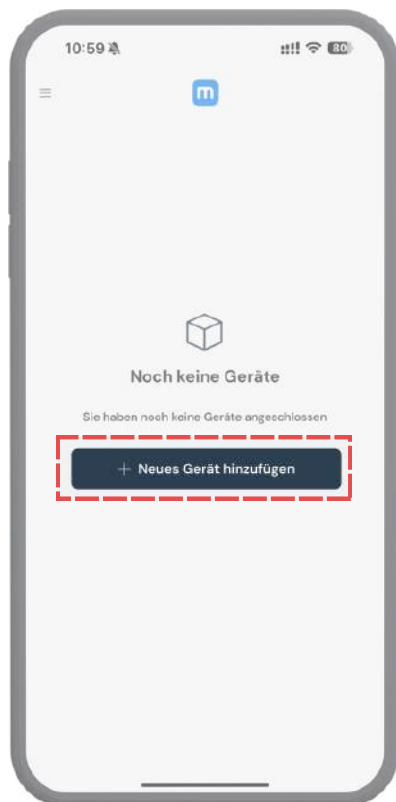 10:59
80
m
Noch keine Geräte
Sie haben noch keine Geräte angeschlossen
+ Neues Gerät hinzufügen